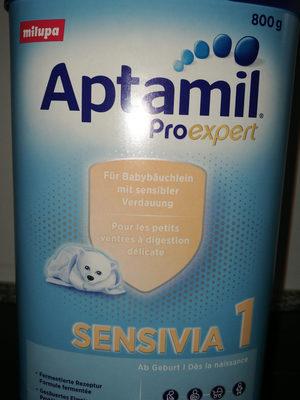 milupa
800g
Aptamil
Proexpert
Für Babybäuchlein
mit sensibler
Verdauung
Pour les petits
ventres à digestion
délicate
SENSIVIA 1
Ab Geburt I Dès la naissance
• Fermentierte Rezeptur
Formule fermentée